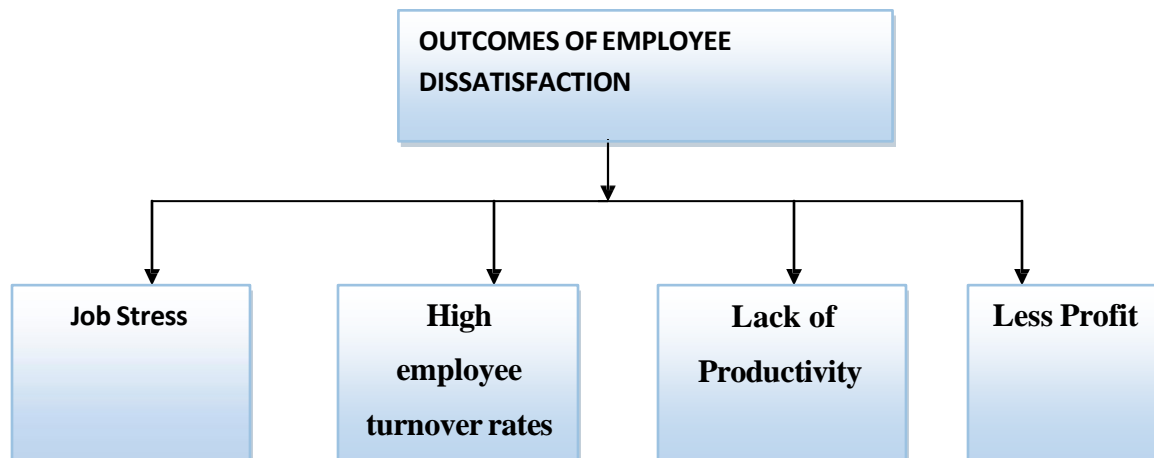 OUTCOMES OF EMPLOYEE
DISSATISFACTION
Job Stress
High
employee
turnover rates
Lack of
Productivity
Less Profit